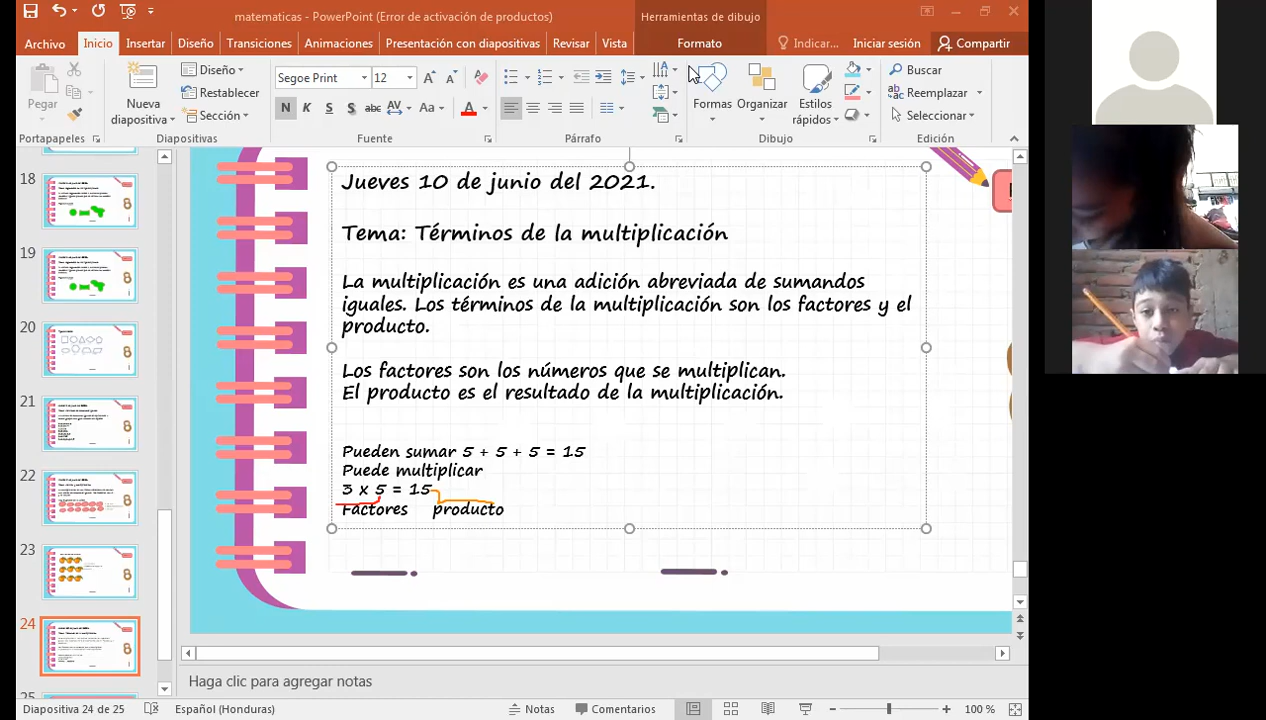 matematicas - PowerPoint (Error de activación de productos)
Herramientas de dibujo
Archivo Inicio Insertar Diseño Transiciones Animaciones Presentación con diapositivas Revisar Vista Formato Indicar... Iniciar sesión Compartir
Pegar
Nueva diapositiva
Diseño
Restablecer
Sección
Segoe Print 12
N K S S abc AV Aa A
Formas Organizar Estilos rápidos
Buscar
Reemplazar
Seleccionar
Portapapeles Diapositivas Fuente Párrafo Dibujo Edición
18
19
20
21
22
23
24
25
Jueves 10 de junio del 2021.
Tema: Términos de la multiplicación
La multiplicación es una adición abreviada de sumandos
iguales. Los términos de la multiplicación son los factores y el
producto.
Los factores son los números que se multiplican.
El producto es el resultado de la multiplicación.
Pueden sumar 5 + 5 + 5 = 15
Puede multiplicar
3 x 5 = 15
Factores producto
Haga clic para agregar notas
Diapositiva 24 de 25 Español (Honduras) Notas Comentarios 100 %